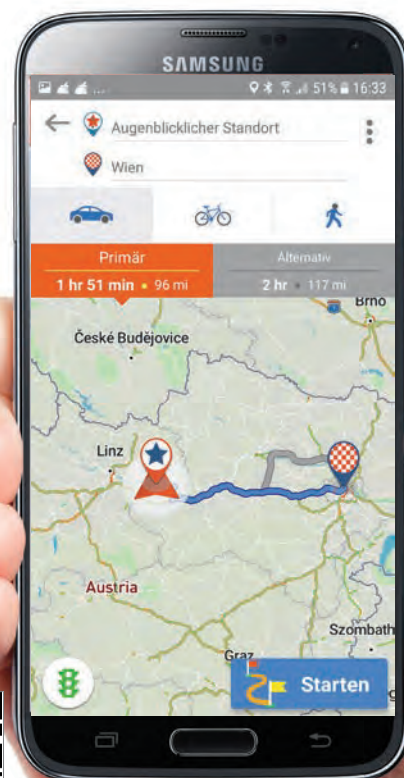 SAMSUNG
... 51% 16:33
Augenblicklicher Standort
Wien
Primär
1 hr 51 min • 96 mi
Alternativ
2 hr • 117 mi
Brno
České Budějovice
Linz
Austria
Szombath
Graz
Starten